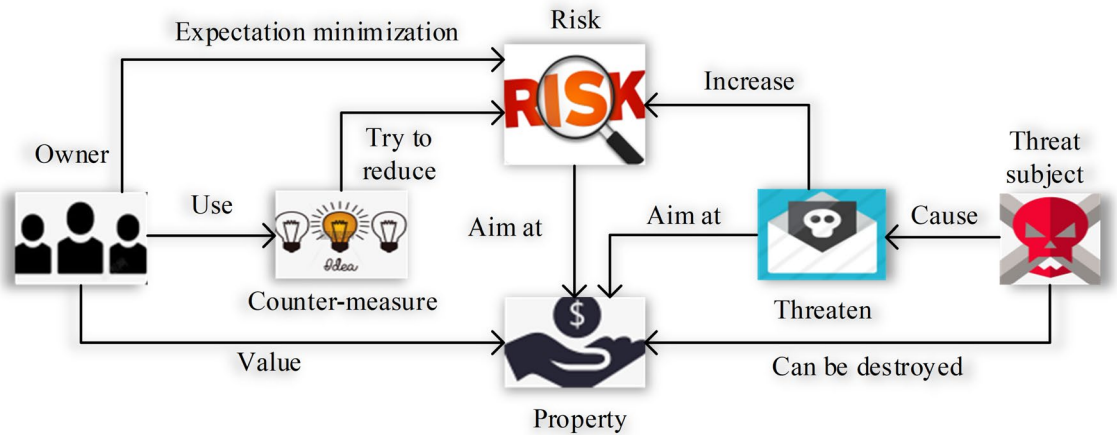 Risk
Expectation minimization
RISK
Increase
Owner
Try to
reduce
Threat
subject
Use
Idea
Aim at
Aim at
Cause
Counter-measure
$
Threaten
Value
Can be destroyed
Property